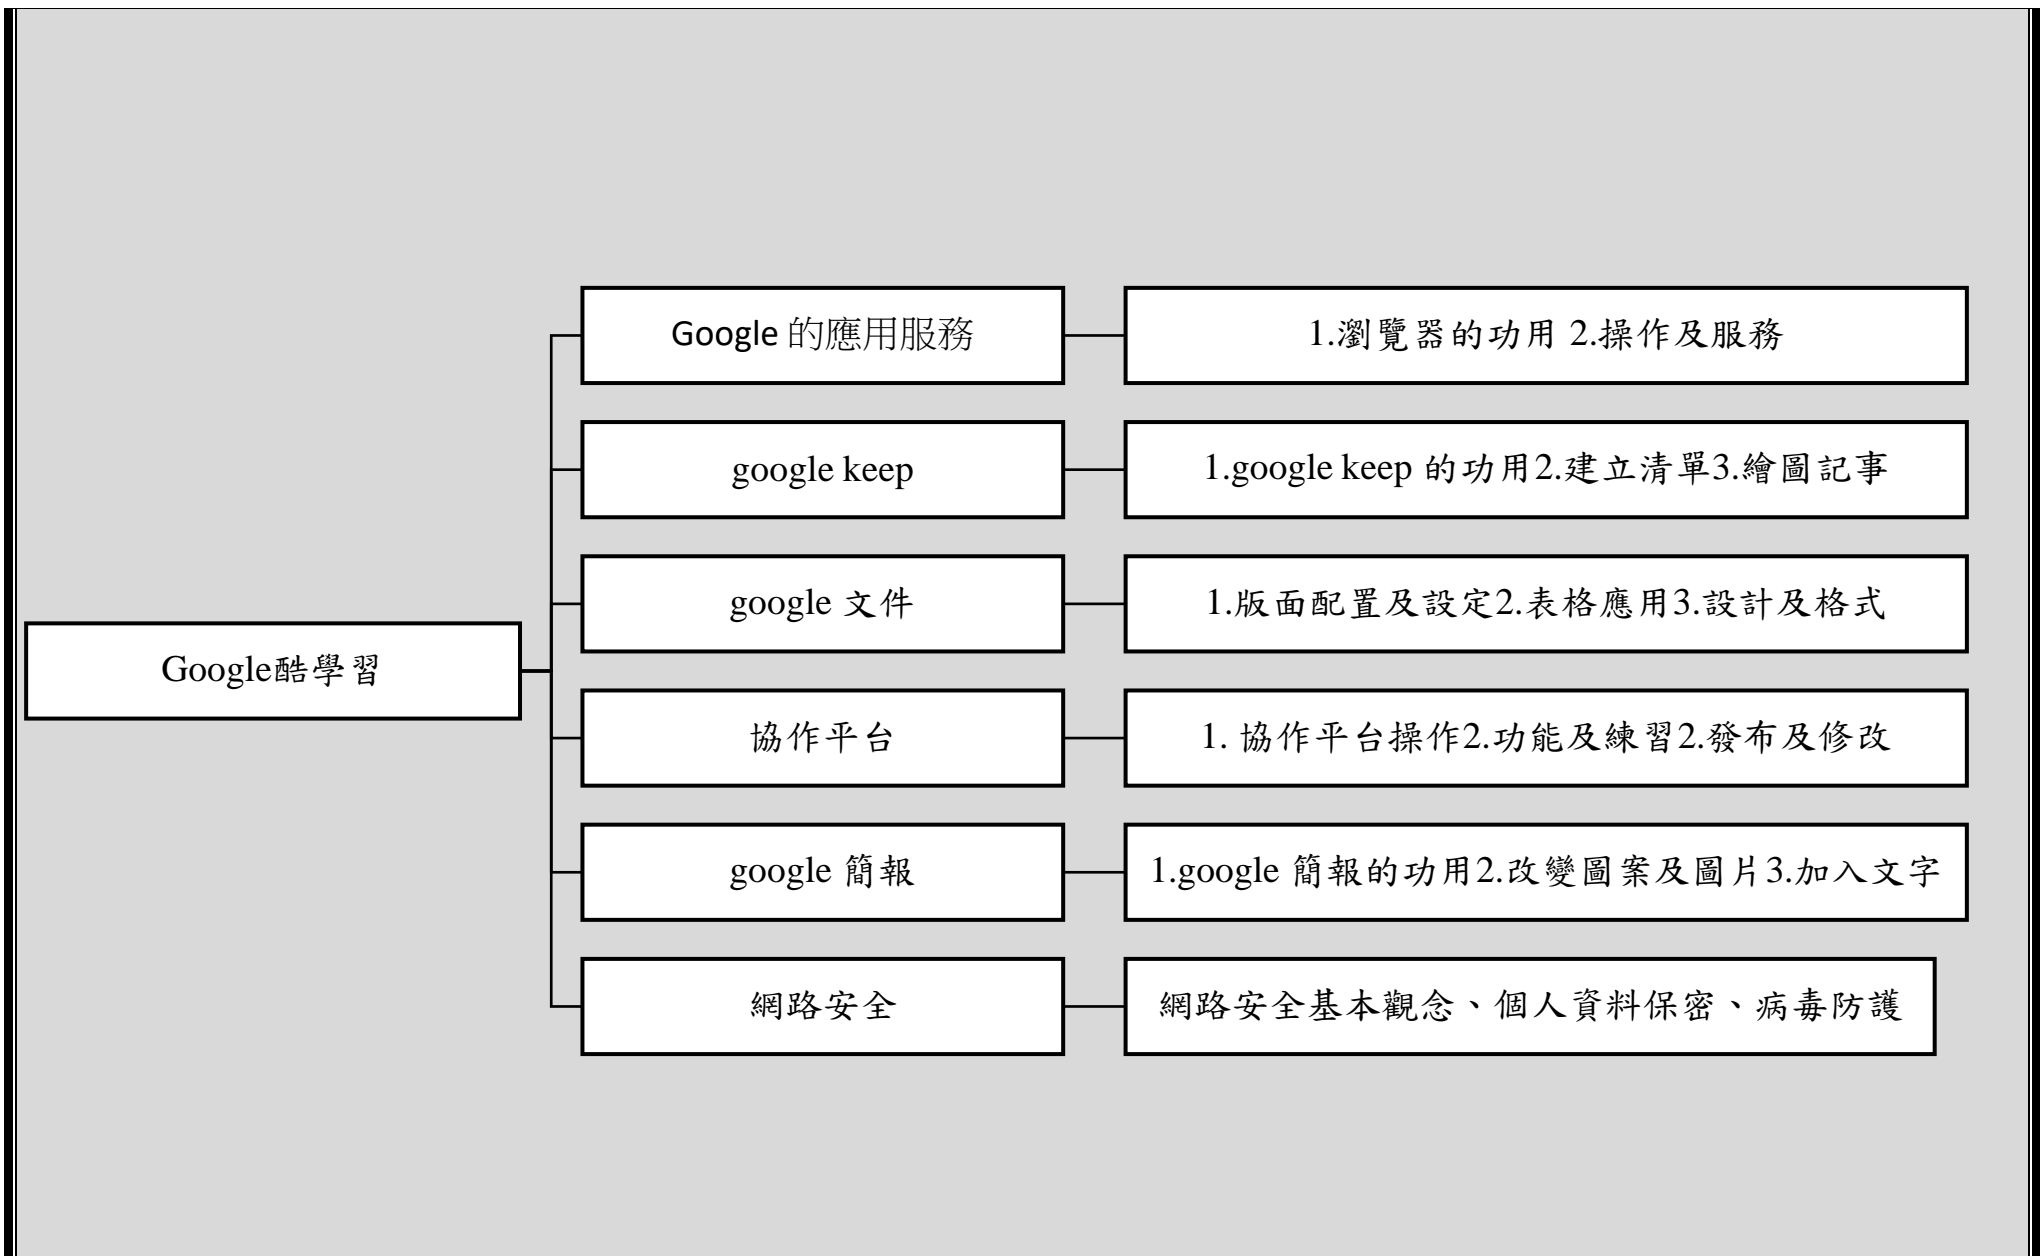 Google 的應用服務
1.瀏覽器的功用 2.操作及服務
google keep
1.google keep 的功用2.建立清單3.繪圖記事
google 文件
1.版面配置及設定2.表格應用3.設計及格式
Google酷學習
協作平台
1. 協作平台操作2.功能及練習2.發布及修改
google 簡報
1.google 簡報的功用2.改變圖案及圖片3.加入文字
網路安全
網路安全基本觀念、個人資料保密、病毒防護